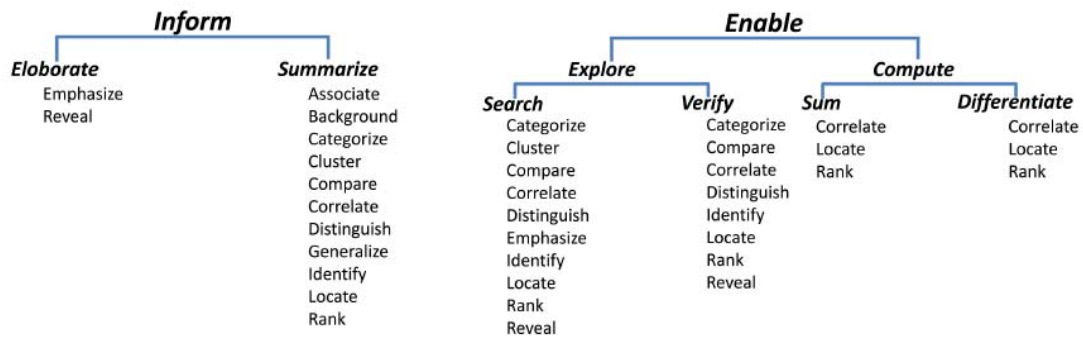 Inform
Eloborate
Emphasize
Reveal
Summarize
Associate
Background
Categorize
Cluster
Compare
Correlate
Distinguish
Generalize
Identify
Locate
Rank
Enable
Explore
Search
Categorize
Cluster
Compare
Correlate
Distinguish
Emphasize
Identify
Locate
Rank
Reveal
Verify
Categorize
Compare
Correlate
Distinguish
Identify
Locate
Rank
Reveal
Compute
Sum
Correlate
Locate
Rank
Differentiate
Correlate
Locate
Rank